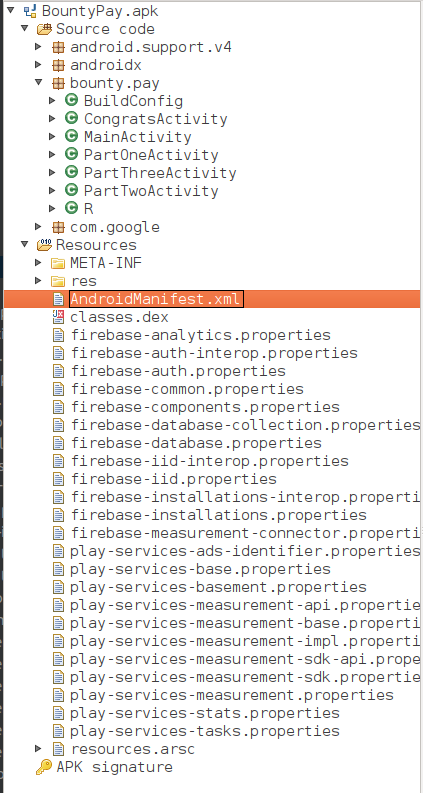 BountyPay.apk
Source code
android.support.v4
androidx
bounty.pay
BuildConfig
CongratsActivity
MainActivity
PartOneActivity
PartThreeActivity
PartTwoActivity
R
com.google
Resources
META-INF
res
AndroidManifest.xml
classes.dex
firebase-analytics.properties
firebase-auth-interop.properties
firebase-auth.properties
firebase-common.properties
firebase-components.properties
firebase-database-collection.properties
firebase-database.properties
firebase-iid-interop.properties
firebase-iid.properties
firebase-installations-interop.properti
firebase-installations.properties
firebase-measurement-connector.properti
play-services-ads-identifier.properties
play-services-base.properties
play-services-basement.properties
play-services-measurement-api.propertie
play-services-measurement-base.properti
play-services-measurement-impl.properti
play-services-measurement-sdk-api.prope
play-services-measurement-sdk.propertie
play-services-measurement.properties
play-services-stats.properties
play-services-tasks.properties
resources.arsc
APK signature